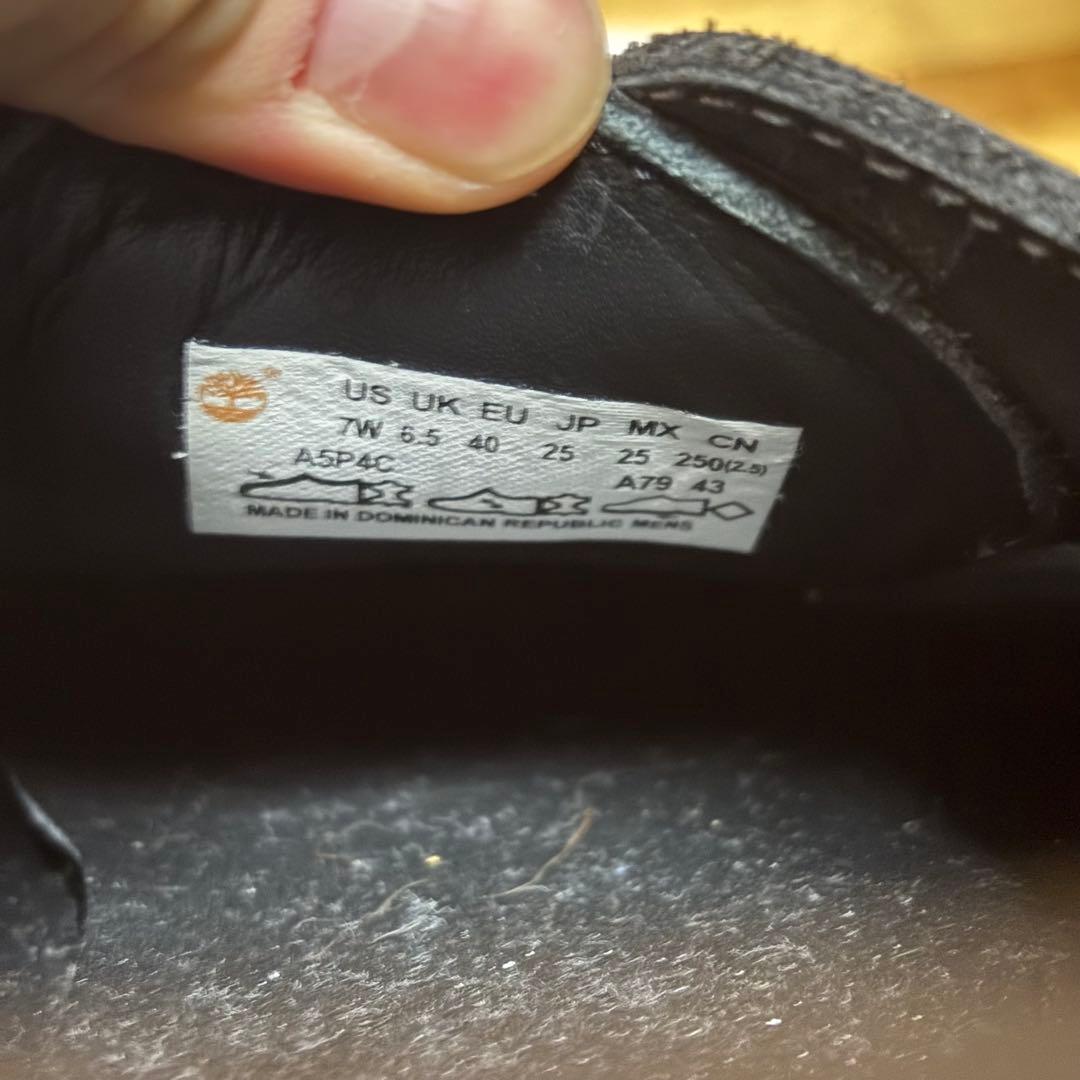 US UK EU JP MX CN
7W 6.5 40 25 25 250(2.5)
A5P4C A79 43
MADE IN DOMINICAN REPUBLIC MENS